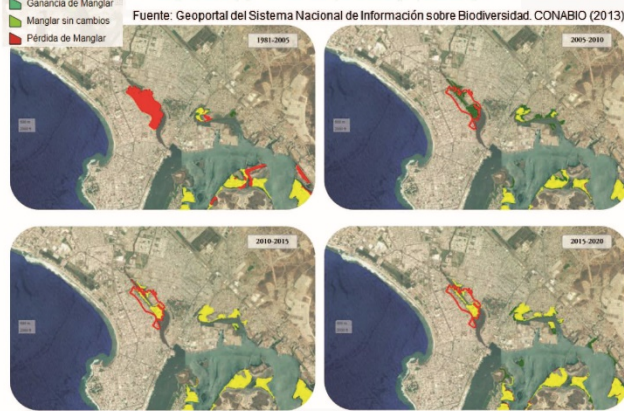 Ganancia de Manglar
Manglar sin cambios
Pérdida de Manglar
Fuente: Geoportal del Sistema Nacional de Información sobre Biodiversidad. CONABIO (2013)
1981-2005
2005-2010
2010-2015
2015-2020